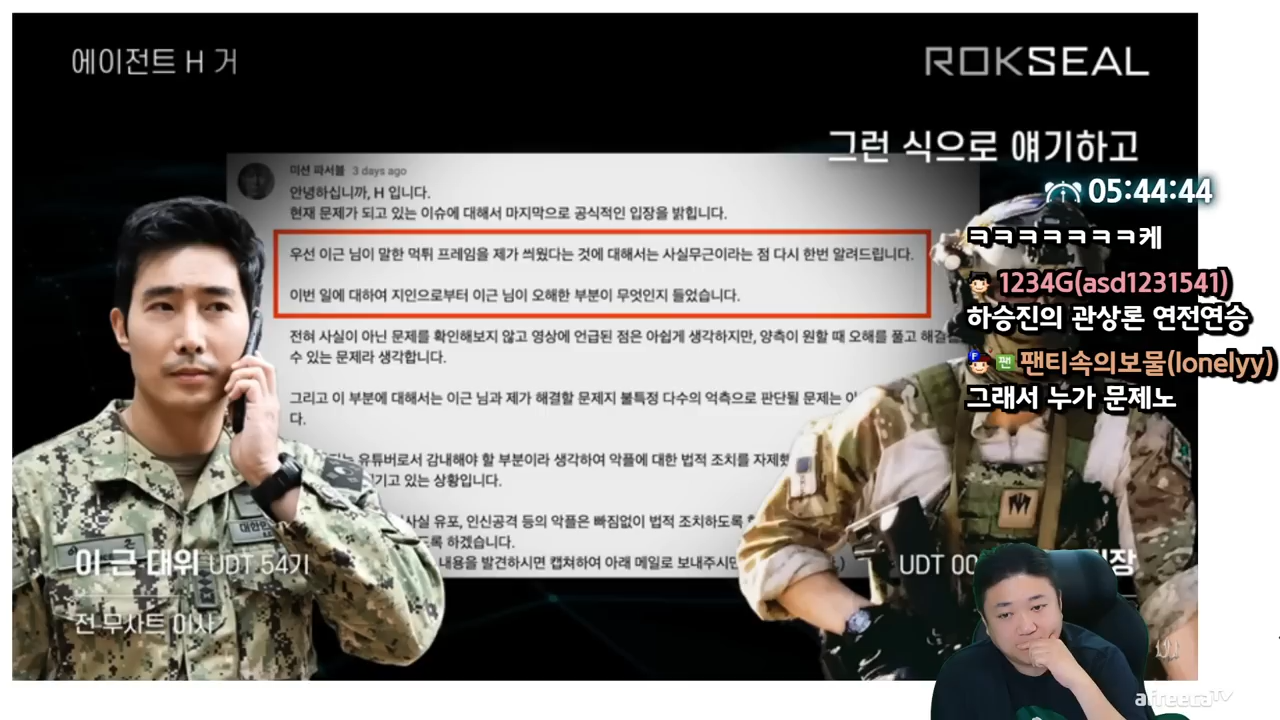 에이전트 H 거
ROKSEAL
그런 식으로 얘기하고
05:44:44
미션 파서블 3 days ago
안녕하십니까, H 입니다.
현재 문제가 되고 있는 이슈에 대해서 마지막으로 공식적인 입장을 밝힙니다.
우선 이근 님이 말한 먹튀 프레임을 제가 씌웠다는 것에 대해서는 사실무근이라는 점 다시 한번 알려드립니다.
이번 일에 대하여 지인으로부터 이근 님이 오해한 부분이 무엇인지 들었습니다.
전혀 사실이 아닌 문제를 확인해보지 않고 영상에 언급된 점은 아쉽게 생각하지만, 양측이 원할 때 오해를 풀고 해결
수 있는 문제라 생각합니다.
그리고 이 부분에 대해서는 이근 님과 제가 해결할 문제지 불특정 다수의 억측으로 판단될 문제는
다.
유튜버로서 감내해야 할 부분이라 생각하여 악플에 대한 법적 조치를 자제
있는 상황입니다.
유포, 인신공격 등의 악플은 빠짐없이 법적 조치하도록
하겠습니다.
내용을 발견하시면 캡쳐하여 아래 메일로
ㅋㅋㅋㅋㅋㅋㅋ케
1234G(asd1231541)
하승진의 관상론 연전연승
F 팬 팬티속의보물(lonelyy)
그래서 누가 문제노
이 근 대위 UDT 54기
전 무사트 이사
대한민
UDT 00
장
afreecaTV